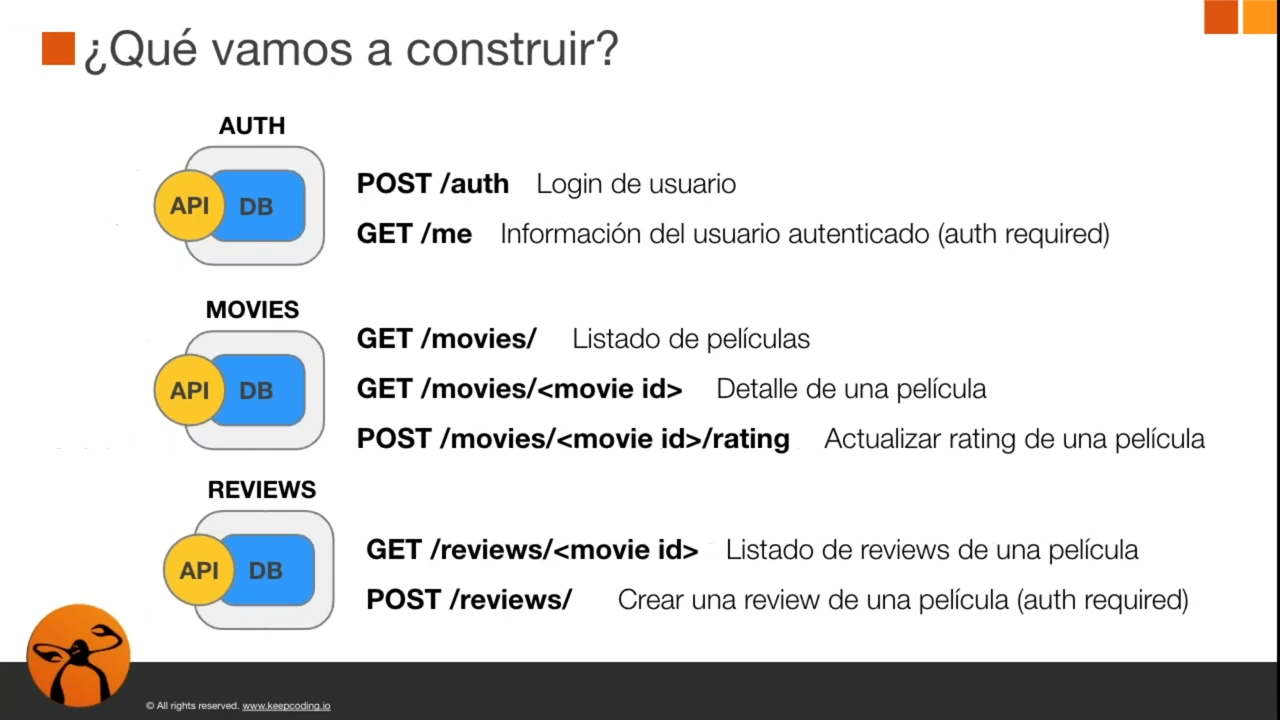 ¿Qué vamos a construir?
AUTH
API DB
POST /auth Login de usuario
GET /me Información del usuario autenticado (auth required)
MOVIES
API DB
GET /movies/ Listado de películas
GET /movies/<movie id> Detalle de una película
POST /movies/<movie id>/rating Actualizar rating de una película
REVIEWS
API DB
GET /reviews/<movie id> Listado de reviews de una película
POST /reviews/ Crear una review de una película (auth required)
© All rights reserved. www.keepcoding.io